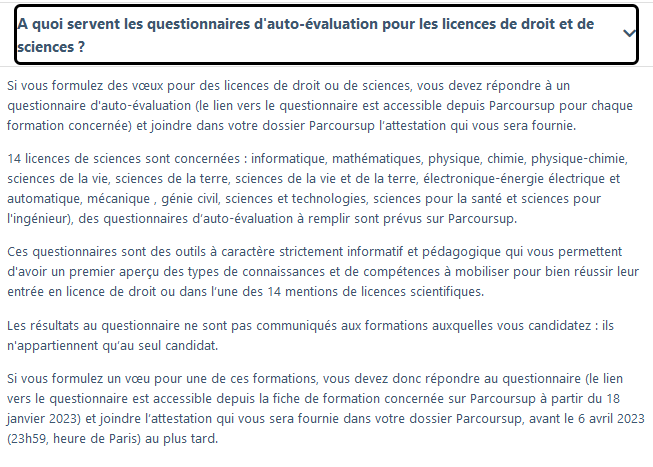 A quoi servent les questionnaires d'auto-évaluation pour les licences de droit et de
sciences ?
Si vous formulez des vœux pour des licences de droit ou de sciences, vous devez répondre à un
questionnaire d'auto-évaluation (le lien vers le questionnaire est accessible depuis Parcoursup pour chaque
formation concernée) et joindre dans votre dossier Parcoursup l'attestation qui vous sera fournie.
14 licences de sciences sont concernées : informatique, mathématiques, physique, chimie, physique-chimie,
sciences de la vie, sciences de la terre, sciences de la vie et de la terre, électronique-énergie électrique et
automatique, mécanique , génie civil, sciences et technologies, sciences pour la santé et sciences pour
l'ingénieur), des questionnaires d'auto-évaluation à remplir sont prévus sur Parcoursup.
Ces questionnaires sont des outils à caractère strictement informatif et pédagogique qui vous permettent
d'avoir un premier aperçu des types de connaissances et de compétences à mobiliser pour bien réussir leur
entrée en licence de droit ou dans l'une des 14 mentions de licences scientifiques.
Les résultats au questionnaire ne sont pas communiqués aux formations auxquelles vous candidatez : ils
n'appartiennent qu'au seul candidat.
Si vous formulez un vœu pour une de ces formations, vous devez donc répondre au questionnaire (le lien
vers le questionnaire est accessible depuis la fiche de formation concernée sur Parcoursup à partir du 18
janvier 2023) et joindre l'attestation qui vous sera fournie dans votre dossier Parcoursup, avant le 6 avril 2023
(23h59, heure de Paris) au plus tard.